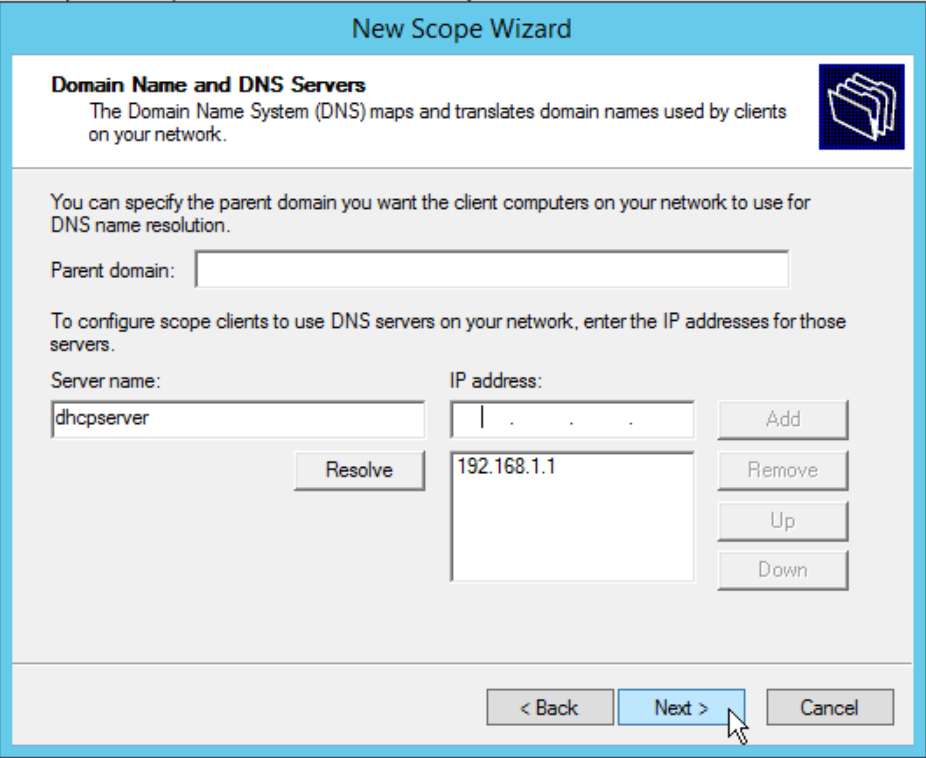 New Scope Wizard
Domain Name and DNS Servers
The Domain Name System (DNS) maps and translates domain names used by clients
on your network.
You can specify the parent domain you want the client computers on your network to use for
DNS name resolution.
Parent domain:
To configure scope clients to use DNS servers on your network, enter the IP addresses for those
servers.
Server name:
IP address:
dhcpserver
. . .
Add
Resolve
192.168.1.1
Remove
Up
Down
< Back
Next >
Cancel